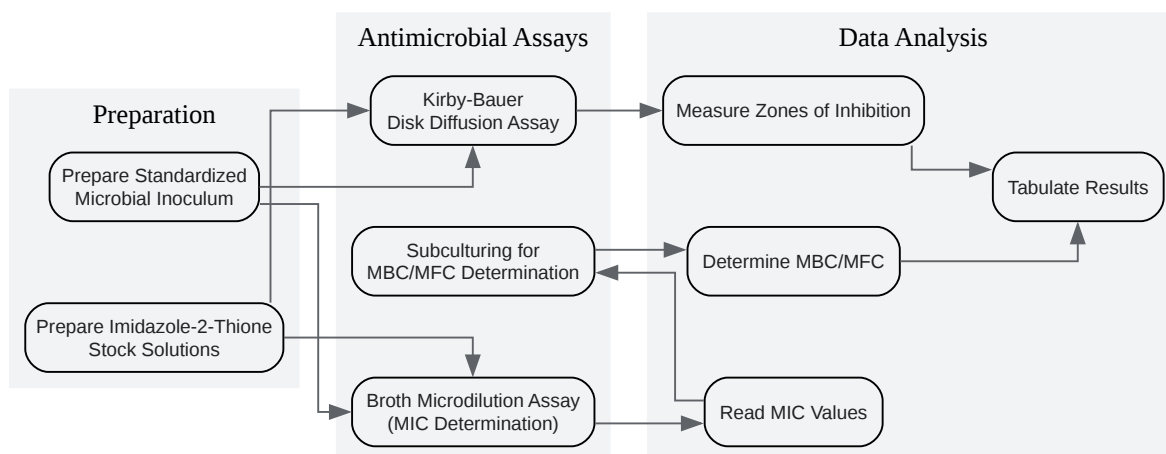 Preparation
Prepare Standardized
Microbial Inoculum
Prepare Imidazole-2-Thione
Stock Solutions
Antimicrobial Assays
Kirby-Bauer
Disk Diffusion Assay
Subculturing for
MBC/MFC Determination
Broth Microdilution Assay
(MIC Determination)
Data Analysis
Measure Zones of Inhibition
Tabulate Results
Determine MBC/MFC
Read MIC Values